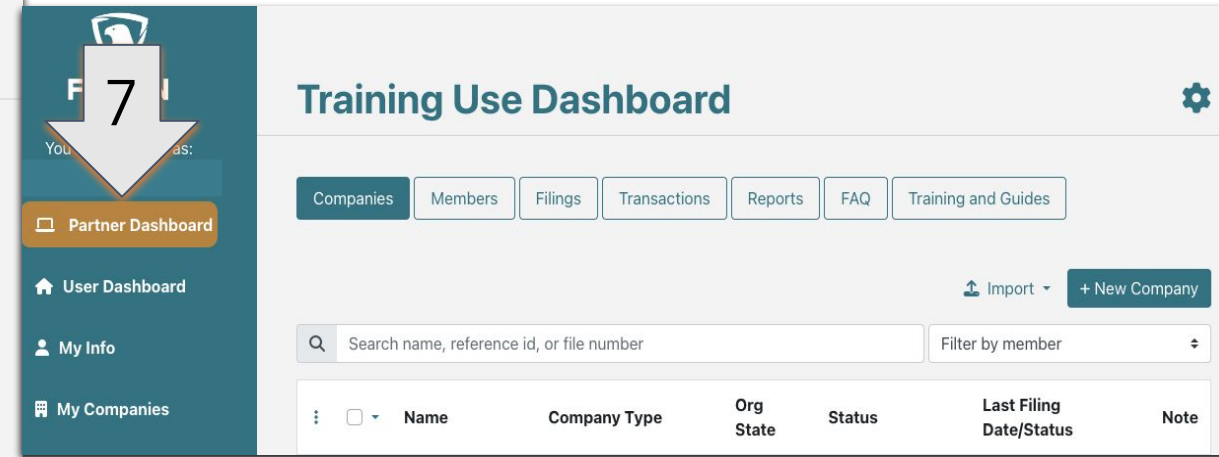 7
Training Use Dashboard
Partner Dashboard
User Dashboard
My Info
My Companies
Companies Members Filings Transactions Reports FAQ Training and Guides
Import + New Company
Search name, reference id, or file number Filter by member
Name Company Type Org State Status Last Filing Date/Status Note